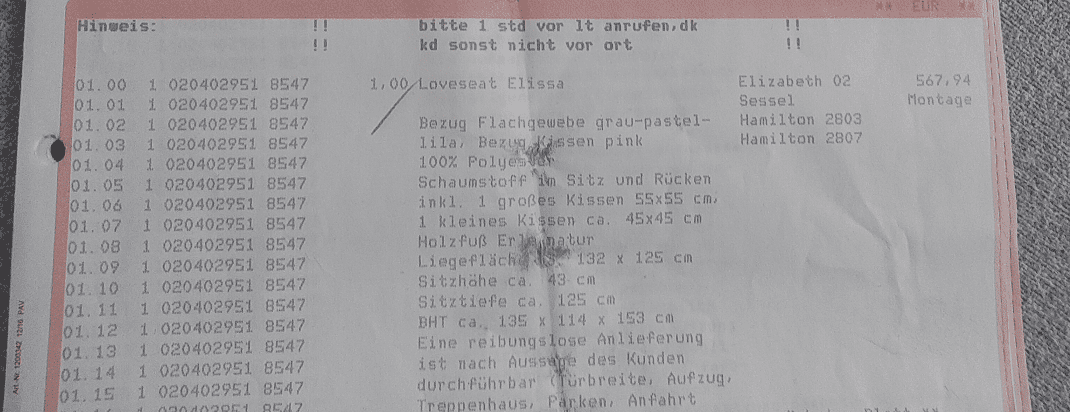 ** EUR **
Hinweis: !! bitte 1 std vor lt anrufen,dk !!
!! kd sonst nicht vor ort !!
01.00 1 020402951 8547 1,00 Loveseat Elissa Elizabeth 02 567,94
01.01 1 020402951 8547 Sessel Montage
01.02 1 020402951 8547 Bezug Flachgewebe grau-pastel- Hamilton 2803
01.03 1 020402951 8547 lila, Bezug Kissen pink Hamilton 2807
01.04 1 020402951 8547 100% Polyester
01.05 1 020402951 8547 Schaumstoff im Sitz und Rücken
01.06 1 020402951 8547 inkl. 1 großes Kissen 55x55 cm,
01.07 1 020402951 8547 1 kleines Kissen ca. 45x45 cm
01.08 1 020402951 8547 Holzfuß Erle natur
01.09 1 020402951 8547 Liegefläche 132 x 125 cm
01.10 1 020402951 8547 Sitzhöhe ca. 43 cm
01.11 1 020402951 8547 Sitztiefe ca. 125 cm
01.12 1 020402951 8547 BHT ca. 135 x 114 x 153 cm
01.13 1 020402951 8547 Eine reibungslose Anlieferung
01.14 1 020402951 8547 ist nach Aussage des Kunden
01.15 1 020402951 8547 durchführbar (Türbreite, Aufzug,
020402951 8547 Treppenhaus, Parken, Anfahrt
Art-Nr. 1200342 12/16 PAV